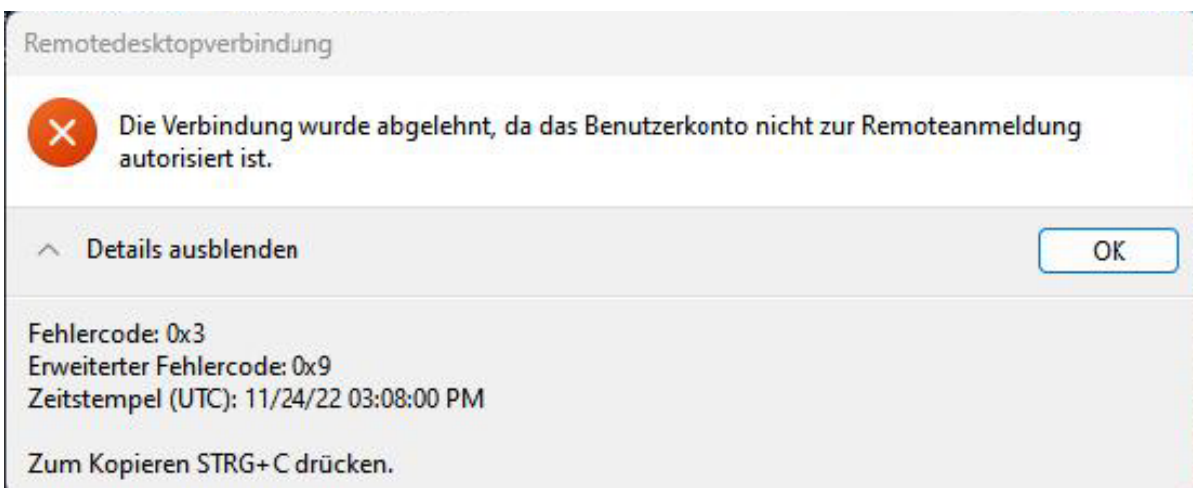 Remotedesktopverbindung
Die Verbindung wurde abgelehnt, da das Benutzerkonto nicht zur Remoteanmeldung
autorisiert ist.
Details ausblenden
OK
Fehlercode: 0x3
Erweiterter Fehlercode: 0x9
Zeitstempel (UTC): 11/24/22 03:08:00 PM
Zum Kopieren STRG+C drücken.